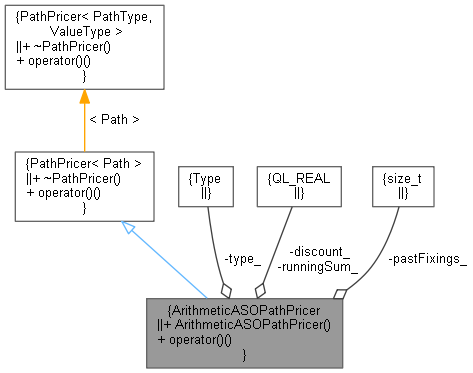 {PathPricer< PathType,
ValueType >
||+ ~PathPricer()
+ operator()()
}
< Path >
{PathPricer< Path >
||+ ~PathPricer()
+ operator()()
}
{Type
||}
{QL_REAL
||}
{size_t
||}
-type_
-discount_
-runningSum_
-pastFixings_
{ArithmeticASOPathPricer
||+ ArithmeticASOPathPricer()
+ operator()()
}